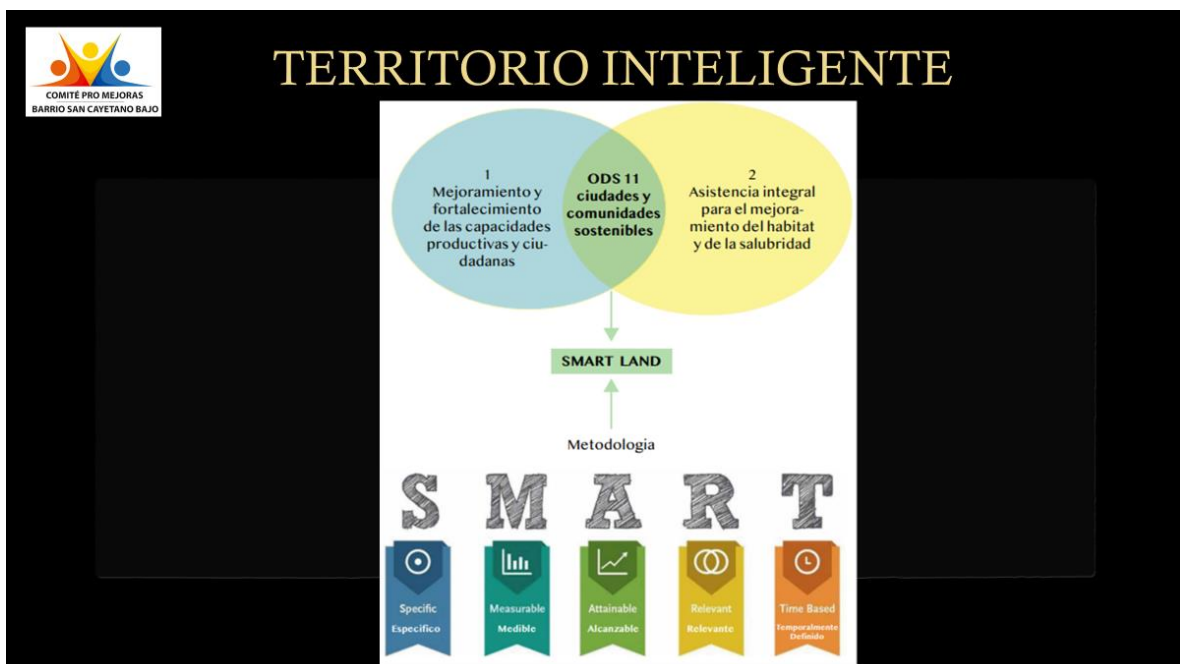 COMITÉ PRO MEJORAS
BARRIO SAN CAYETANO BAJO
TERRITORIO INTELIGENTE
1
Mejoramiento y
fortalecimiento
de las capacidades
productivas y ciu-
dadanas
ODS 11
ciudades y
comunidades
sostenibles
2
Asistencia integral
para el mejora-
miento del habitat
y de la salubridad
SMART LAND
Metodologia
S M A R T
Specific
Especifico
Measurable
Medible
Attainable
Alcanzable
Relevant
Relevante
Time Based
Temporalmente
Definido